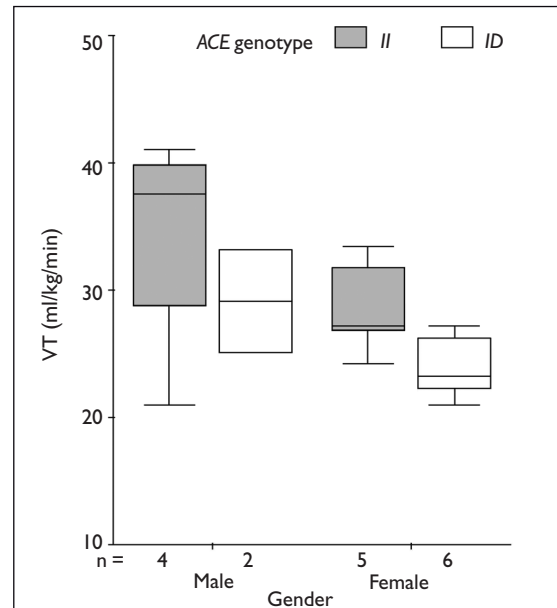 ACE genotype II ID
50
40
30
20
10
VT (ml/kg/min)
n = 4 2 5 6
Male Female
Gender